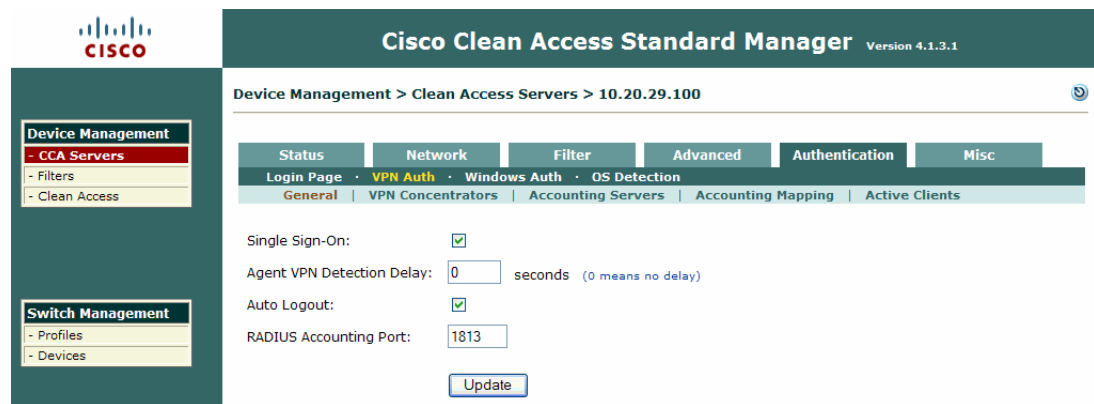 CISCO
Cisco Clean Access Standard Manager Version 4.1.3.1
Device Management > Clean Access Servers > 10.20.29.100
Device Management
- CCA Servers
- Filters
- Clean Access
Switch Management
- Profiles
- Devices
Status Network Filter Advanced Authentication Misc
Login Page · VPN Auth · Windows Auth · OS Detection
General | VPN Concentrators | Accounting Servers | Accounting Mapping | Active Clients
Single Sign-On:
Agent VPN Detection Delay: 0 seconds (0 means no delay)
Auto Logout:
RADIUS Accounting Port: 1813
Update